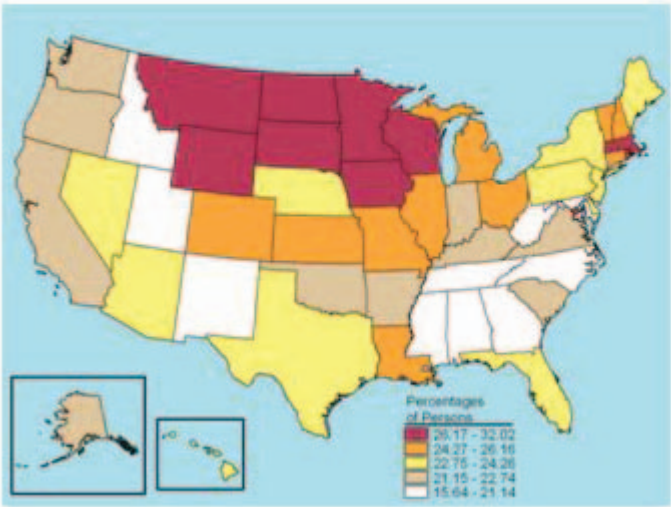 Percentages
of Persons
26.17 - 32.02
24.27 - 26.16
22.75 - 24.26
21.15 - 22.74
15.64 - 21.14